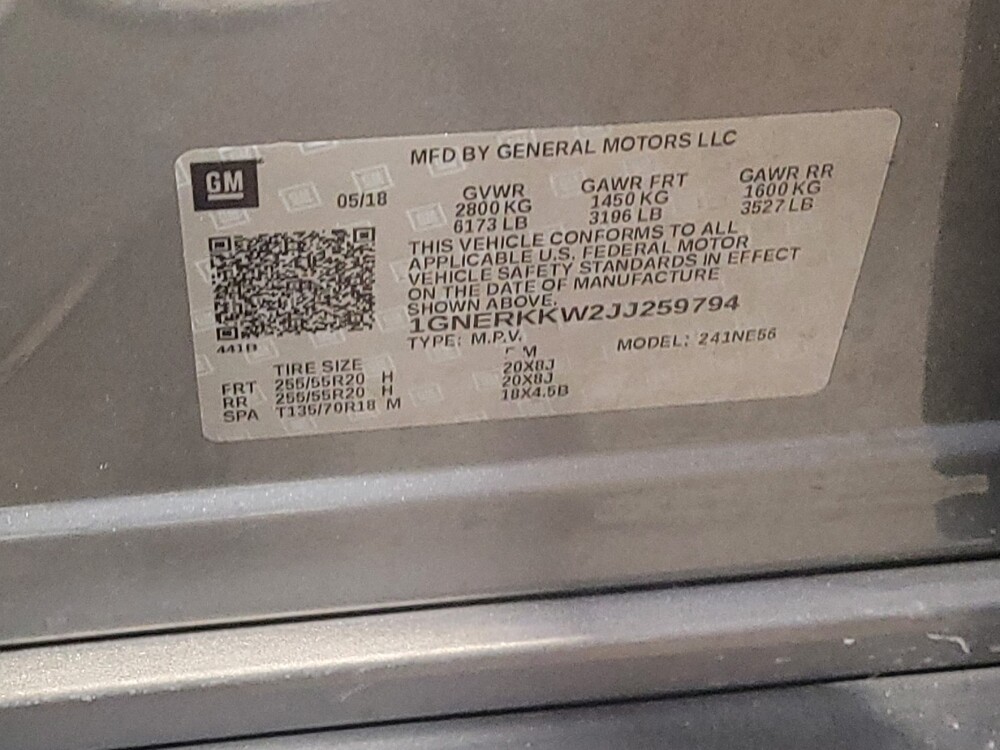 MFD BY GENERAL MOTORS LLC
GM
05/18
GVWR GAWR FRT GAWR RR
2800 KG 1450 KG 1600 KG
6173 LB 3196 LB 3527 LB
THIS VEHICLE CONFORMS TO ALL
APPLICABLE U.S. FEDERAL MOTOR
VEHICLE SAFETY STANDARDS IN EFFECT
ON THE DATE OF MANUFACTURE
SHOWN ABOVE.
1GNERKKW2JJ259794
TYPE: M.P.V. MODEL: 241NE56
441B
TIRE SIZE
FRT 255/55R20 H 20X8J
RR 255/55R20 H 20X8J
SPA T135/70R18 M 18X4.5B